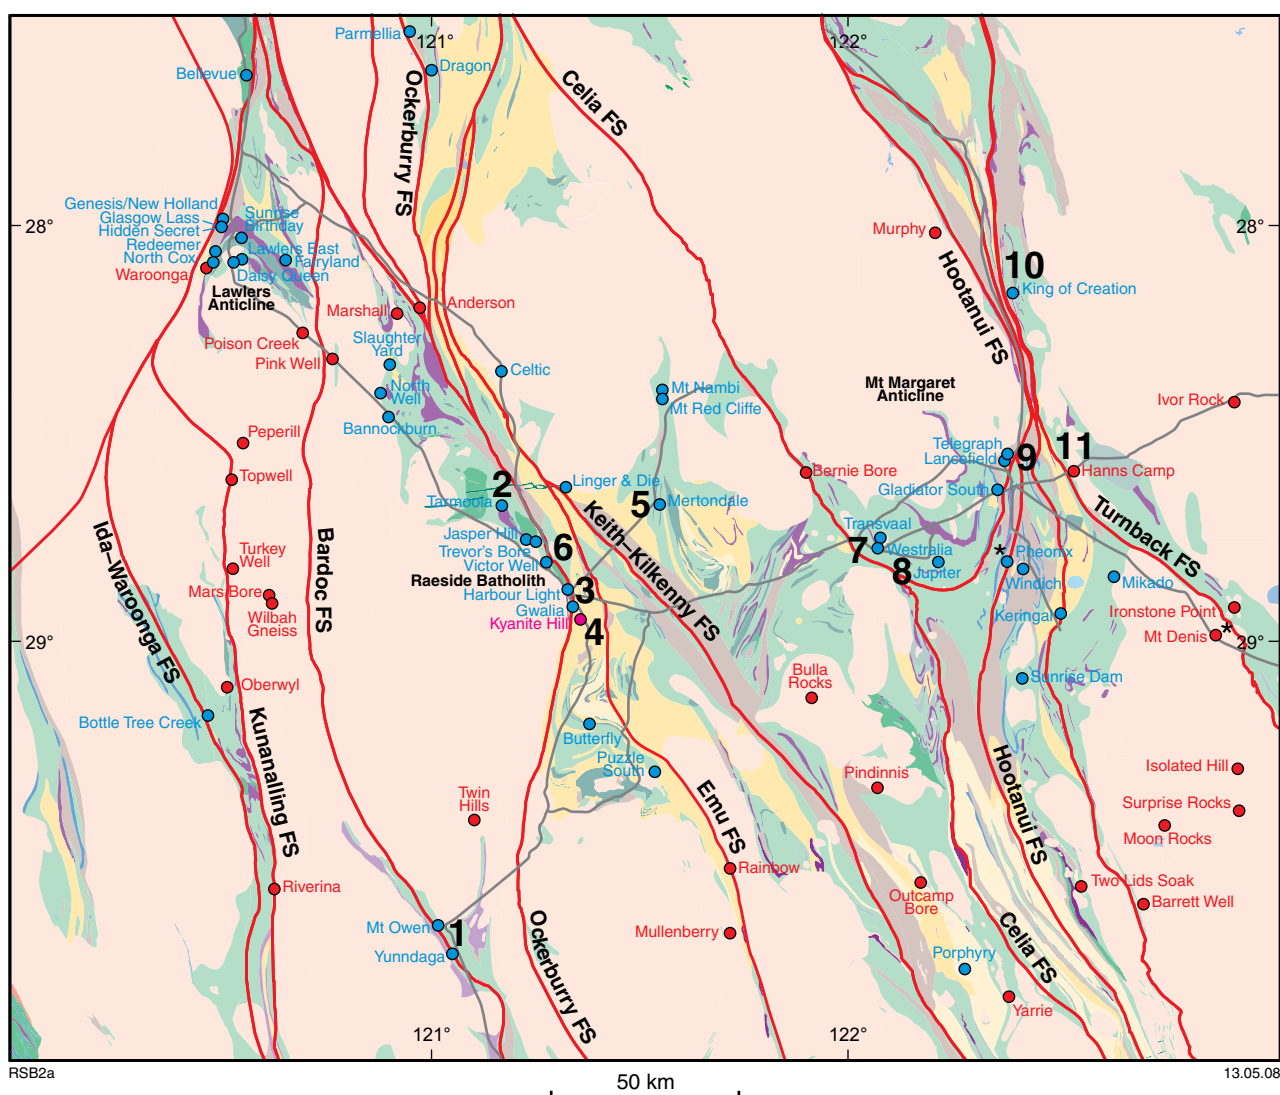 Parmellia
121°
122°
Bellevue
Dragon
Ockerburry FS
Celia FS
Genesis/New Holland
Glasgow Lass
Hidden Secret
Redeemer
North Cox
Waroonga
Sunrise
Birthday
Lawlers East
Fairyland
Daisy Queen
Lawlers
Anticline
28°
28°
Murphy
Hootanui FS
10
King of Creation
Marshall
Anderson
Poison Creek
Pink Well
Slaughter
Yard
North
Well
Bannockburn
Celtic
Mt Nambi
Mt Red Cliffe
Mt Margaret
Anticline
Ivor Rock
Peperill
Topwell
Telegraph
Lancefield
9
11
Hanns Camp
Bernie Bore
Gladiator South
2
Linger & Die
Tarmoola
5
Mertondale
Keith–Kilkenny FS
Turnback FS
Ida–Waroonga FS
Bardoc FS
Turkey
Well
Mars Bore
Wilbah
Gneiss
Jasper Hill
Trevor's Bore
Victor Well
6
Raeside Batholith
Harbour Light
3
Gwalia
Kyanite Hill
4
Transvaal
7
Westralia
8
Jupiter
*
Pheonix
Windich
Mikado
Keringal
Ironstone Point
*
Mt Denis
29°
29°
Oberwyl
Bottle Tree Creek
Kunanalling FS
Bulla
Rocks
Sunrise Dam
Butterfly
Puzzle
South
Emu FS
Pindinnis
Hootanui FS
Isolated Hill
Surprise Rocks
Moon Rocks
Twin
Hills
Riverina
Rainbow
Outcamp
Bore
Two Lids Soak
Barrett Well
Mt Owen
1
Yunndaga
Ockerburry FS
Mullenberry
Celia FS
Porphyry
Yarrie
121°
122°
RSB2a
50 km
13.05.08